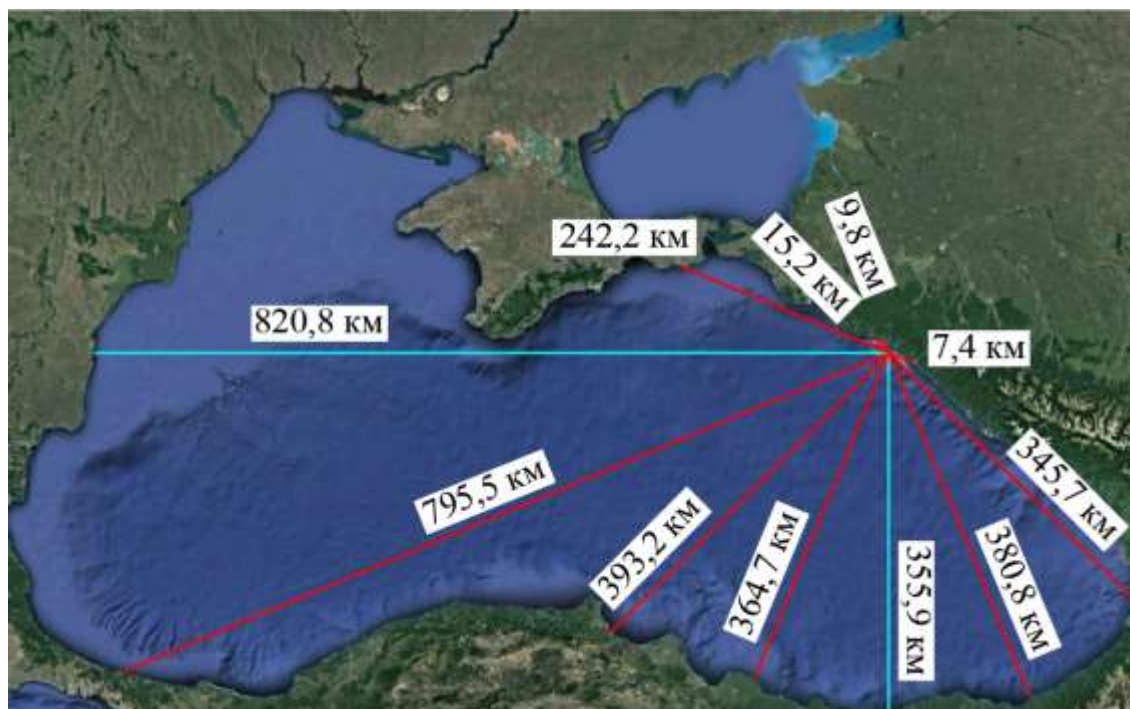 242,2 км
15,2 км
9,8 км
820,8 км
7,4 км
795,5 км
393,2 км
364,7 км
355,9 км
380,8 км
345,7 км